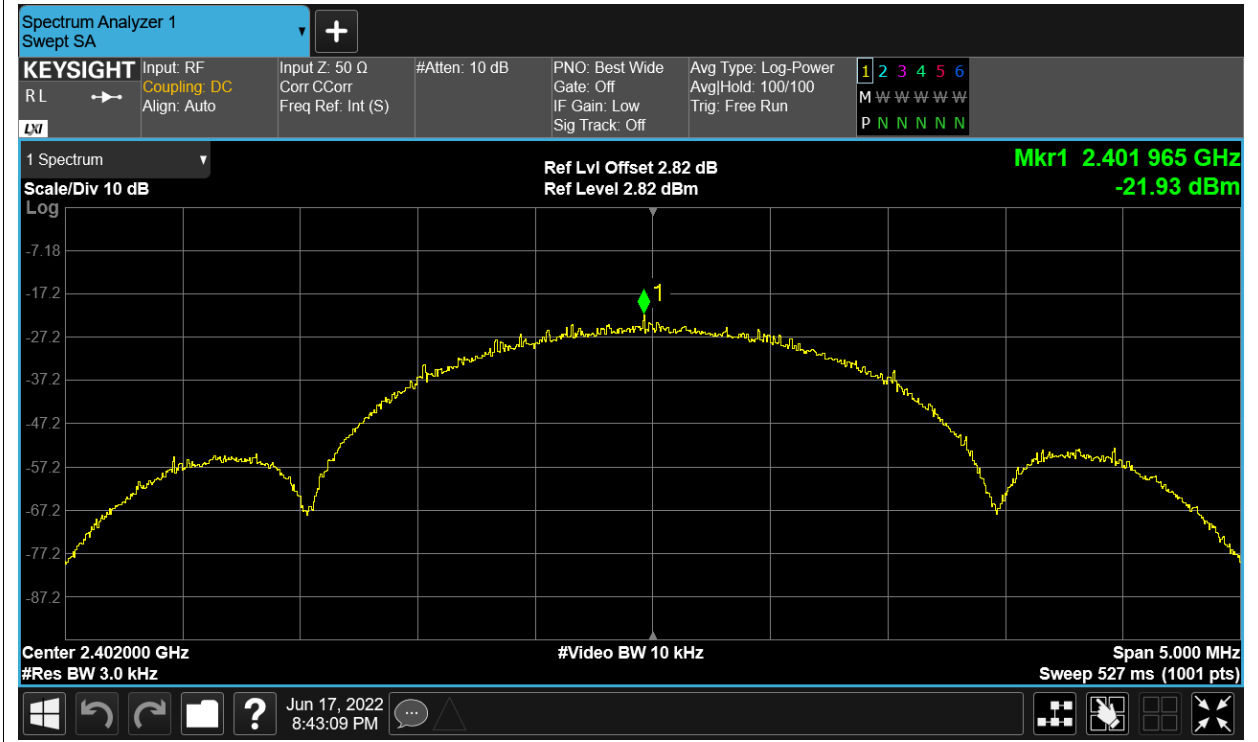 Spectrum Analyzer 1
Swept SA
+
KEYSIGHT
RL
LXI
Input: RF
Coupling: DC
Align: Auto
Input Z: 50 Ω
Corr CCorr
Freq Ref: Int (S)
#Atten: 10 dB
PNO: Best Wide
Gate: Off
IF Gain: Low
Sig Track: Off
Avg Type: Log-Power
Avg|Hold: 100/100
Trig: Free Run
1 2 3 4 5 6
M W W W W W W
P N N N N N N
1 Spectrum
Scale/Div 10 dB
Log
Ref Lvl Offset 2.82 dB
Ref Level 2.82 dBm
Mkr1 2.401 965 GHz
-21.93 dBm
1
-7.18
-17.2
-27.2
-37.2
-47.2
-57.2
-67.2
-77.2
-87.2
Center 2.402000 GHz
#Res BW 3.0 kHz
#Video BW 10 kHz
Span 5.000 MHz
Sweep 527 ms (1001 pts)
?
Jun 17, 2022
8:43:09 PM